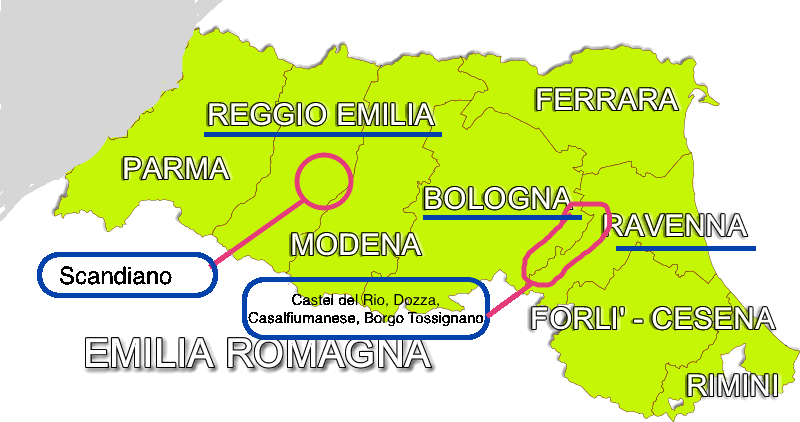 FERRARA
REGGIO EMILIA
PARMA
BOLOGNA
RAVENNA
MODENA
Scandiano
Castel del Rio, Dozza,
Casalfiumanese, Borgo Tossignano
FORLI' - CESENA
EMILIA ROMAGNA
RIMINI